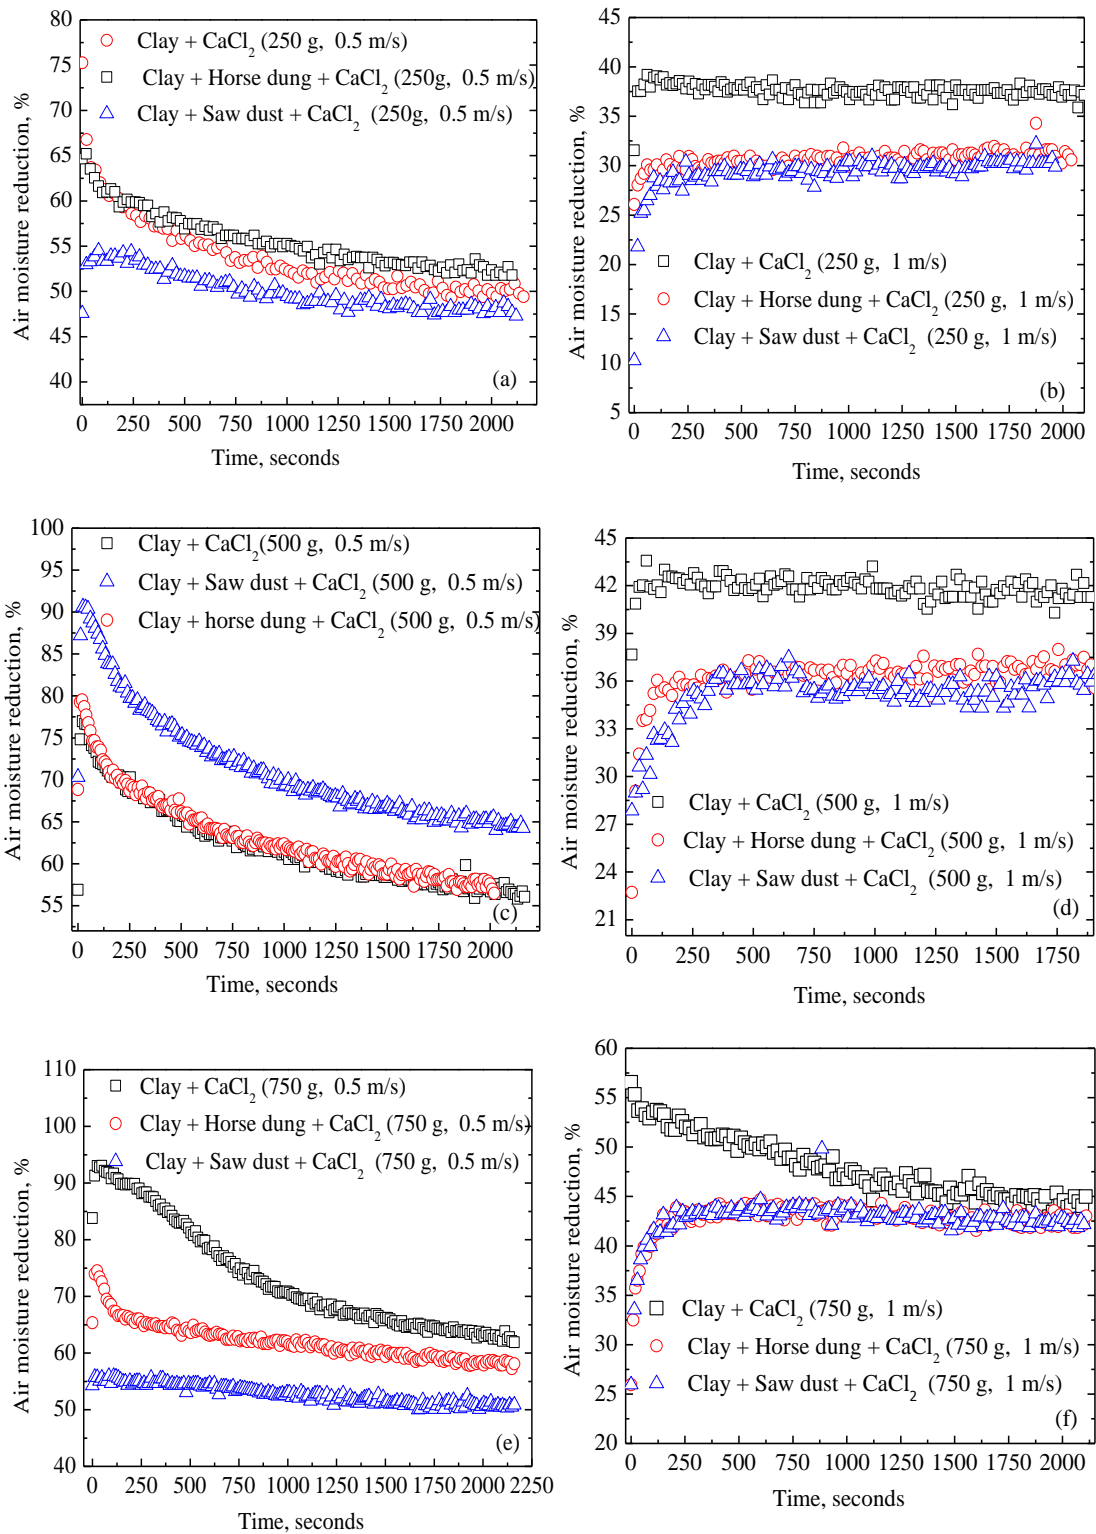 80
75
70
65
60
55
50
45
40
Air moisture reduction, %
Clay + CaCl₂ (250 g, 0.5 m/s)
Clay + Horse dung + CaCl₂ (250g, 0.5 m/s)
Clay + Saw dust + CaCl₂ (250g, 0.5 m/s)
(a)
0 250 500 750 1000 1250 1500 1750 2000
Time, seconds
45
40
35
30
25
20
15
10
5
Air moisture reduction, %
Clay + CaCl₂ (250 g, 1 m/s)
Clay + Horse dung + CaCl₂ (250 g, 1 m/s)
Clay + Saw dust + CaCl₂ (250 g, 1 m/s)
(b)
0 250 500 750 1000 1250 1500 1750 2000
Time, seconds
100
95
90
85
80
75
70
65
60
55
Air moisture reduction, %
Clay + CaCl₂(500 g, 0.5 m/s)
Clay + Saw dust + CaCl₂ (500 g, 0.5 m/s)
Clay + horse dung + CaCl₂ (500 g, 0.5 m/s)
(c)
0 250 500 750 1000 1250 1500 1750 2000
Time, seconds
45
42
39
36
33
30
27
24
21
Air moisture reduction, %
Clay + CaCl₂ (500 g, 1 m/s)
Clay + Horse dung + CaCl₂ (500 g, 1 m/s)
Clay + Saw dust + CaCl₂ (500 g, 1 m/s)
(d)
0 250 500 750 1000 1250 1500 1750
Time, seconds
110
100
90
80
70
60
50
40
Air moisture reduction, %
Clay + CaCl₂ (750 g, 0.5 m/s)
Clay + Horse dung + CaCl₂ (750 g, 0.5 m/s)
Clay + Saw dust + CaCl₂ (750 g, 0.5 m/s)
(e)
0 250 500 750 1000 1250 1500 1750 2000 2250
Time, seconds
60
55
50
45
40
35
30
25
20
Air moisture reduction, %
Clay + CaCl₂ (750 g, 1 m/s)
Clay + Horse dung + CaCl₂ (750 g, 1 m/s)
Clay + Saw dust + CaCl₂ (750 g, 1 m/s)
(f)
0 250 500 750 1000 1250 1500 1750 2000
Time, seconds